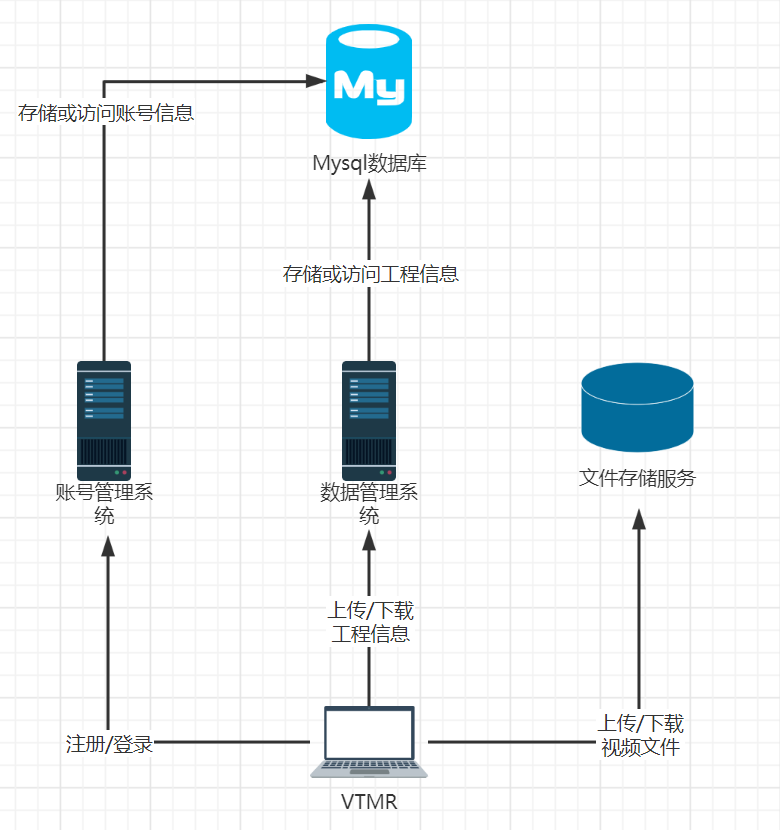 My
存储或访问账号信息
Mysql数据库
存储或访问工程信息
账号管理系
统
数据管理系
统
文件存储服务
上传/下载
工程信息
注册/登录
上传/下载
视频文件
VTMR